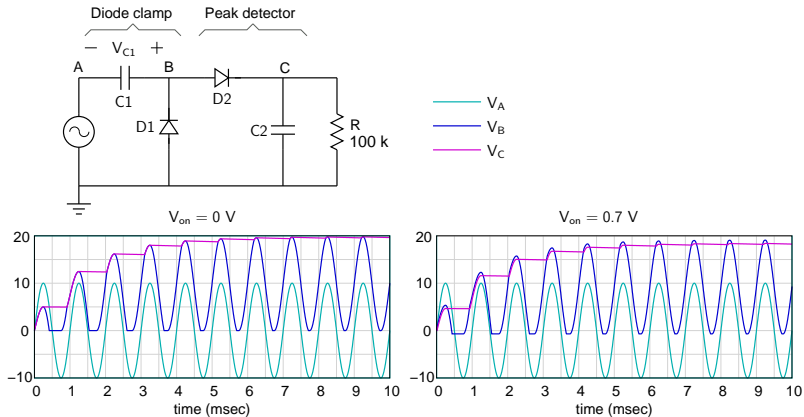 Diode clamp Peak detector
− V_C1 +
A B C
C1 D2
D1 C2 R
100 k
V_A
V_B
V_C
V_on = 0 V V_on = 0.7 V
20 20
10 10
0 0
−10 −10
0 1 2 3 4 5 6 7 8 9 10 0 1 2 3 4 5 6 7 8 9 10
time (msec) time (msec)